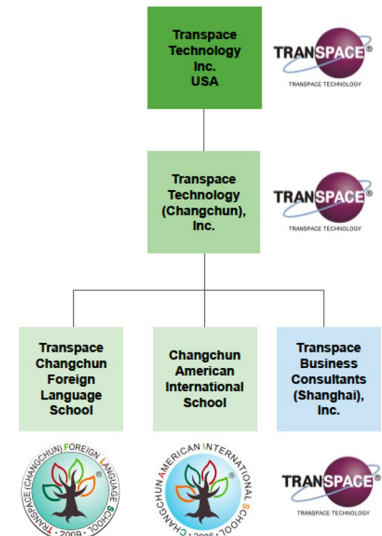 Transpace
Technology
Inc.
USA
TRANSPACE®
TRANSPACE TECHNOLOGY
Transpace
Technology
(Changchun),
Inc.
TRANSPACE®
TRANSPACE TECHNOLOGY
Transpace
Changchun
Foreign
Language
School
Changchun
American
International
School
Transpace
Business
Consultants
(Shanghai),
Inc.
TRANSPACE (CHANGCHUN) FOREIGN LANGUAGE SCHOOL
®
• 2009 •
CHANGCHUN AMERICAN INTERNATIONAL SCHOOL
®
TRANSPACE®
TRANSPACE TECHNOLOGY